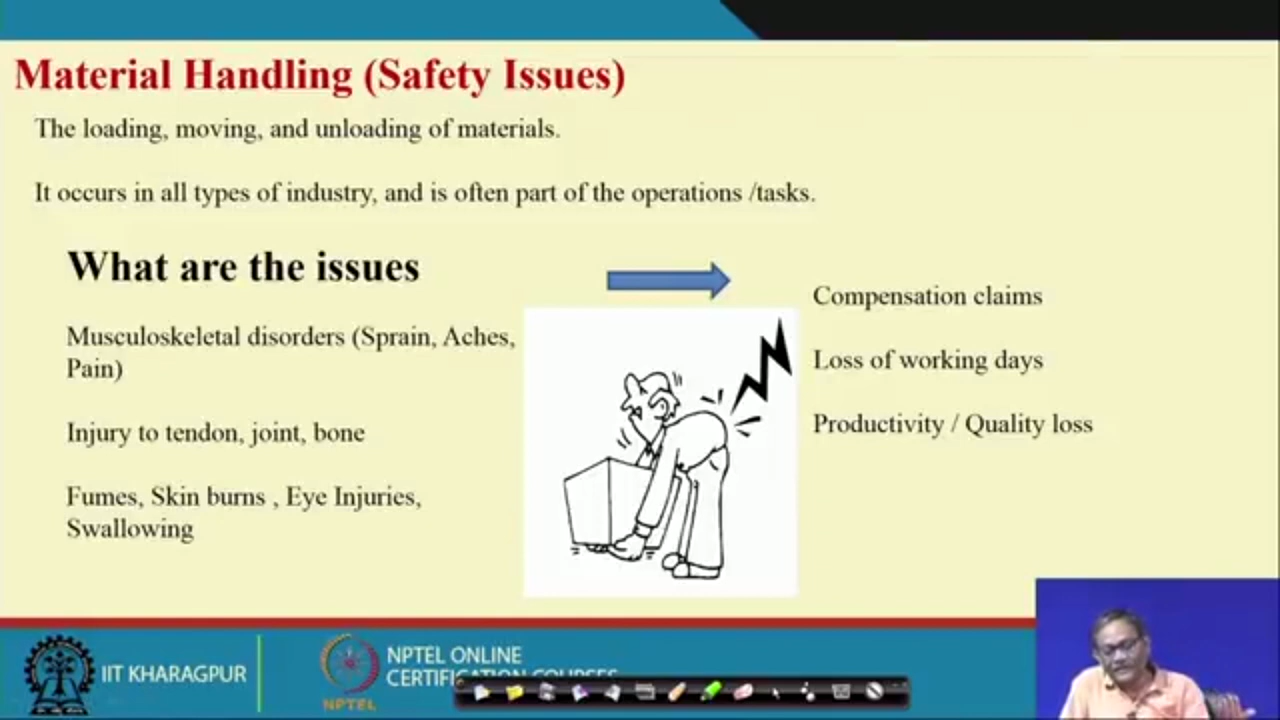 Material Handling (Safety Issues)
The loading, moving, and unloading of materials.
It occurs in all types of industry, and is often part of the operations /tasks.
What are the issues
Musculoskeletal disorders (Sprain, Aches,
Pain)
Injury to tendon, joint, bone
Fumes, Skin burns , Eye Injuries,
Swallowing
Compensation claims
Loss of working days
Productivity / Quality loss
IIT KHARAGPUR
NPTEL
NPTEL ONLINE
CERTIFICATION COURSES